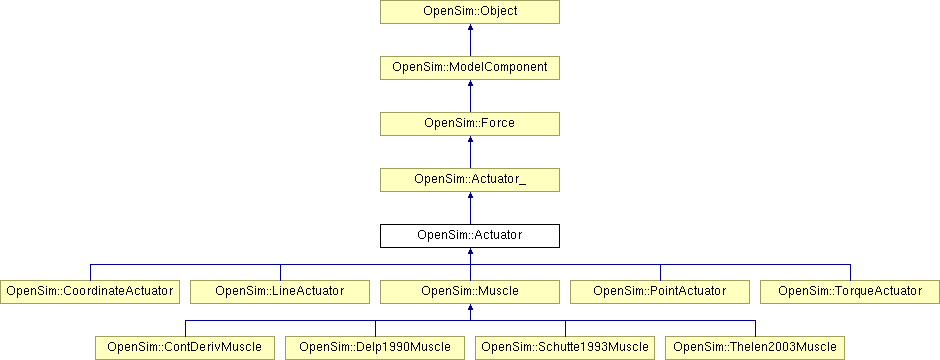 OpenSim::Object
OpenSim::ModelComponent
OpenSim::Force
OpenSim::Actuator_
OpenSim::Actuator
OpenSim::CoordinateActuator OpenSim::LineActuator OpenSim::Muscle OpenSim::PointActuator OpenSim::TorqueActuator
OpenSim::ContDerivMuscle OpenSim::Delp1990Muscle OpenSim::Schutte1993Muscle OpenSim::Thelen2003Muscle